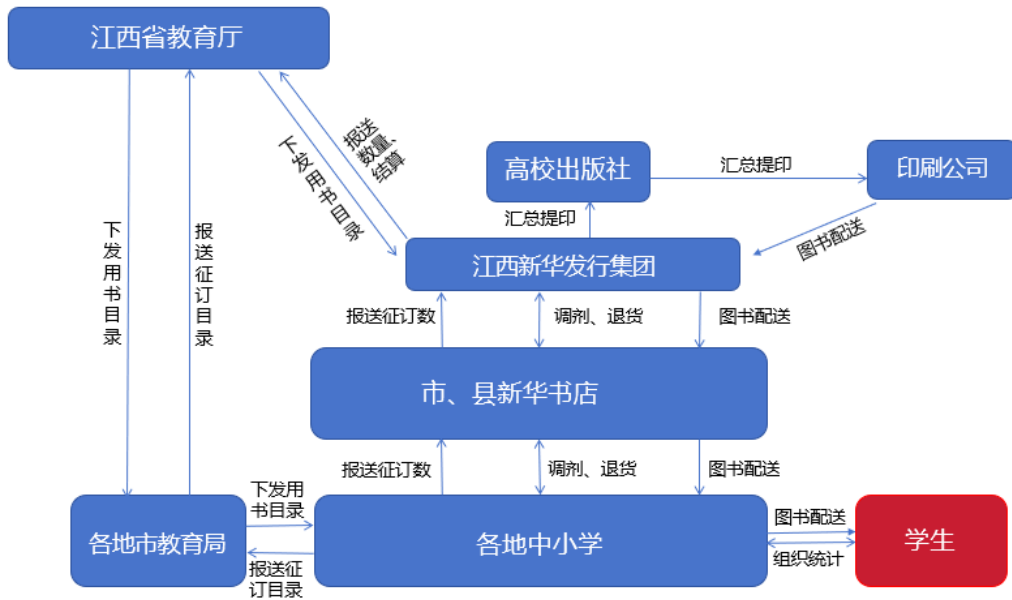 江西省教育厅
下发用书目录
报送征订目录
下发用书目录
报送
数量、
结算
高校出版社
汇总提印
印刷公司
汇总提印
图书配送
江西新华发行集团
报送征订数
调剂、退货
图书配送
市、县新华书店
报送征订数
调剂、退货
图书配送
各地市教育局
下发用
书目录
报送征
订目录
各地中小学
图书配送
组织统计
学生